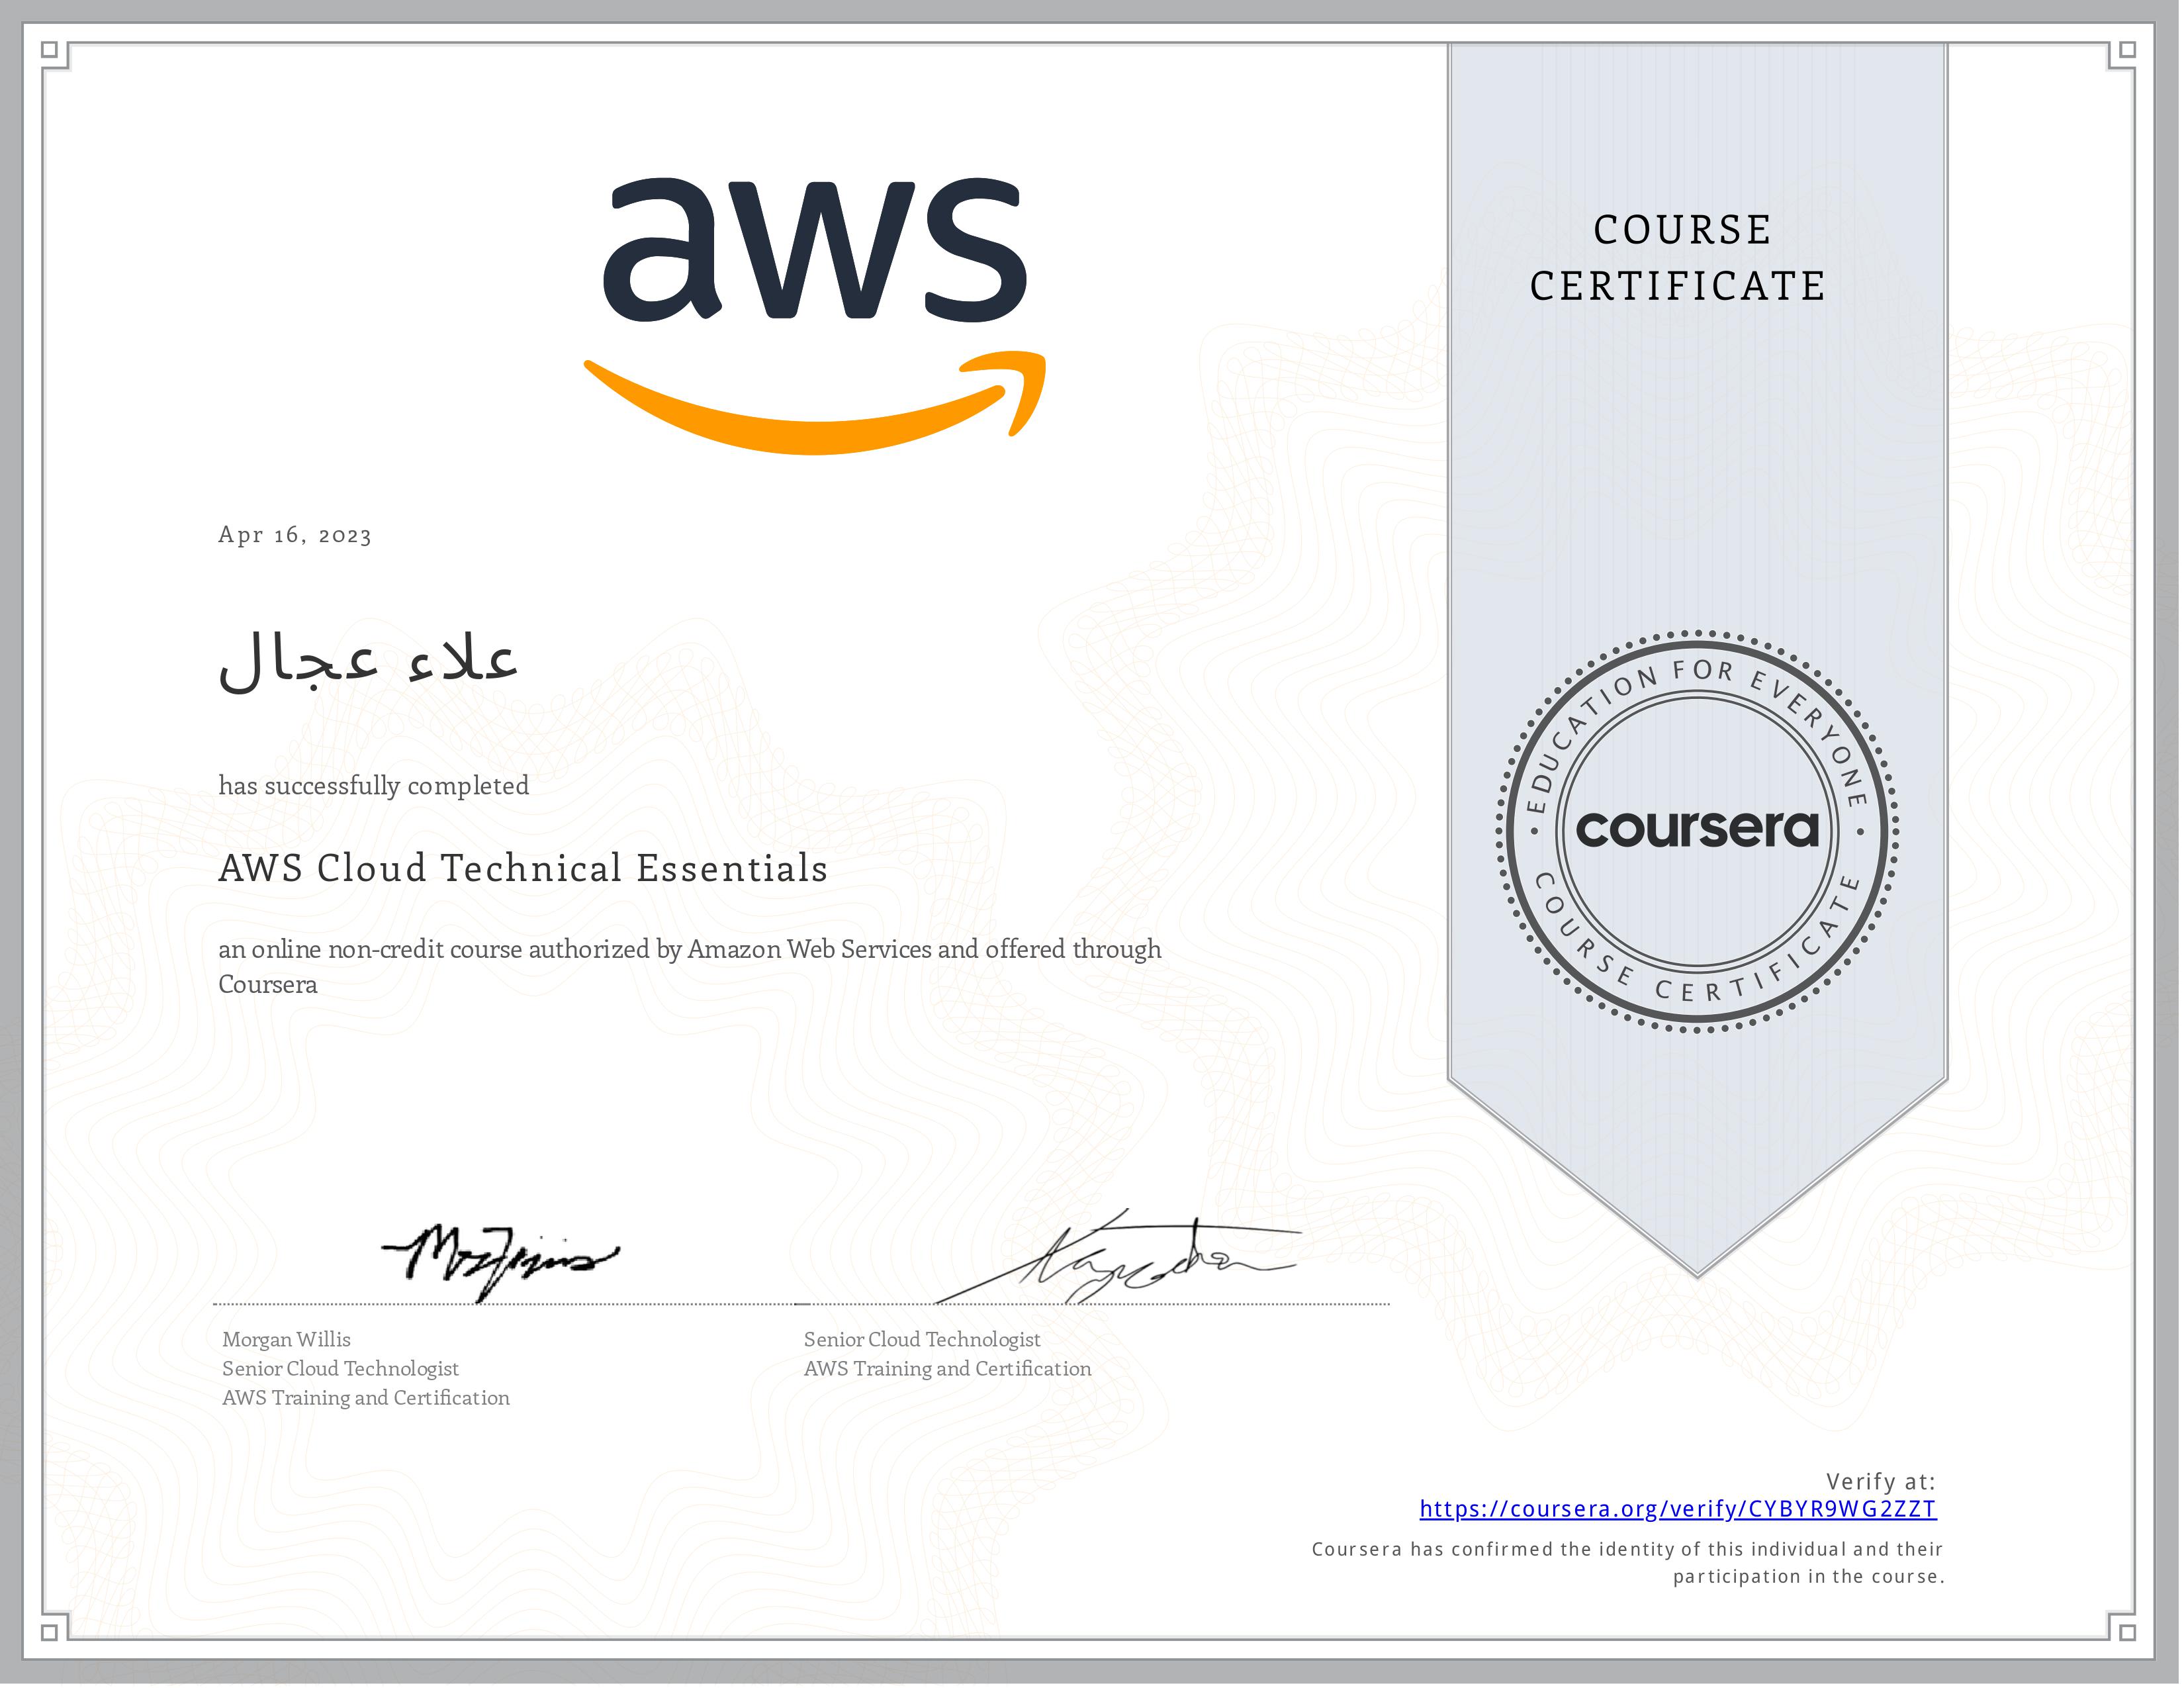 aws
COURSE
CERTIFICATE
Apr 16, 2023
علاء عجال
has successfully completed
AWS Cloud Technical Essentials
an online non-credit course authorized by Amazon Web Services and offered through
Coursera
EDUCATION FOR EVERYONE
coursera
COURSE CERTIFICATE
Morgan Willis
Senior Cloud Technologist
AWS Training and Certification
Senior Cloud Technologist
AWS Training and Certification
Verify at:
https://coursera.org/verify/CYBYR9WG2ZZT
Coursera has confirmed the identity of this individual and their
participation in the course.